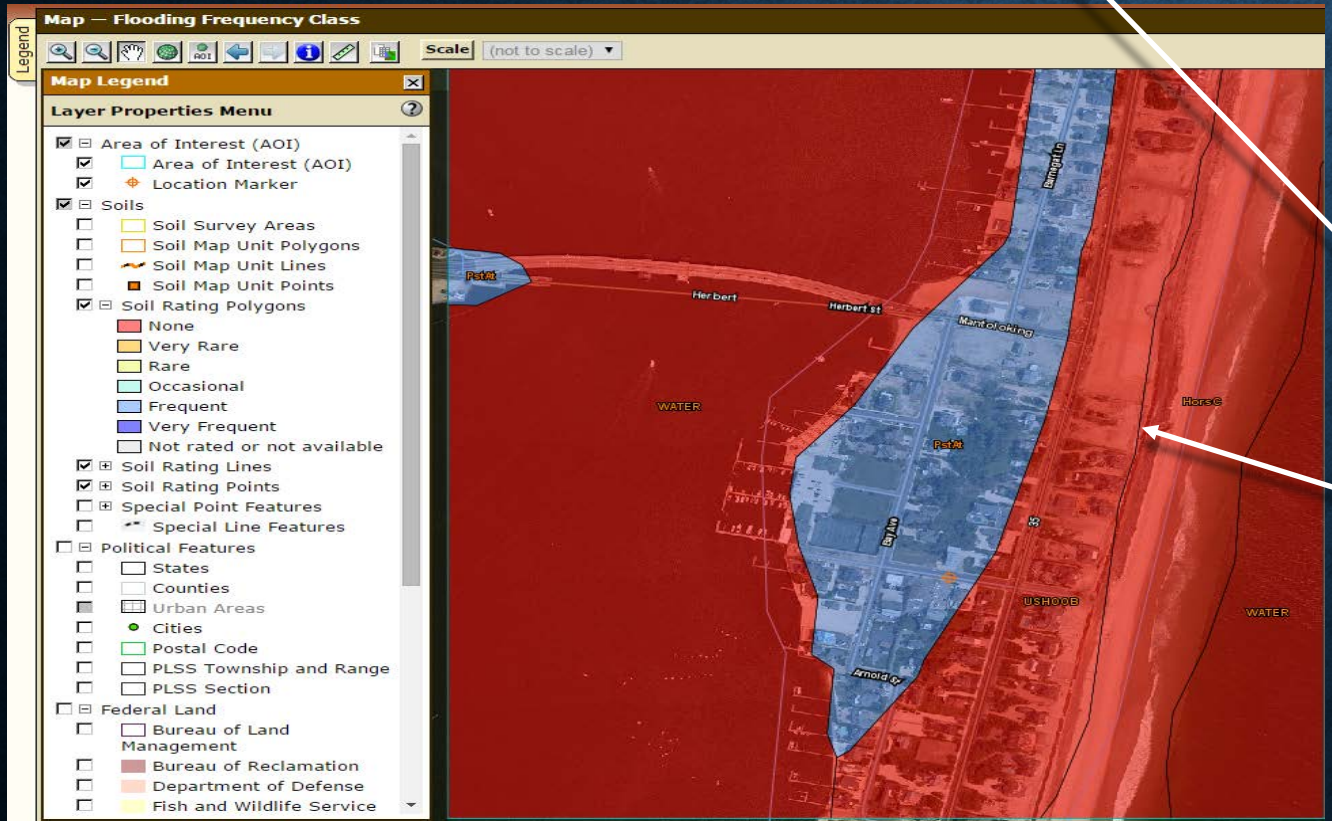 Map — Flooding Frequency Class
Legend
AOI
Scale
(not to scale)
Map Legend
Layer Properties Menu
?
Area of Interest (AOI)
Area of Interest (AOI)
Location Marker
Soils
Soil Survey Areas
Soil Map Unit Polygons
Soil Map Unit Lines
Soil Map Unit Points
Soil Rating Polygons
None
Very Rare
Rare
Occasional
Frequent
Very Frequent
Not rated or not available
Soil Rating Lines
Soil Rating Points
Special Point Features
Special Line Features
Political Features
States
Counties
Urban Areas
Cities
Postal Code
PLSS Township and Range
PLSS Section
Federal Land
Bureau of Land
Management
Bureau of Reclamation
Department of Defense
Fish and Wildlife Service
Barnegat Ln
PstAt
Herbert
Herbert St
Mantoloking
WATER
HorsC
PstAt
Bay Ave
35
USHOOB
WATER
Arnold St